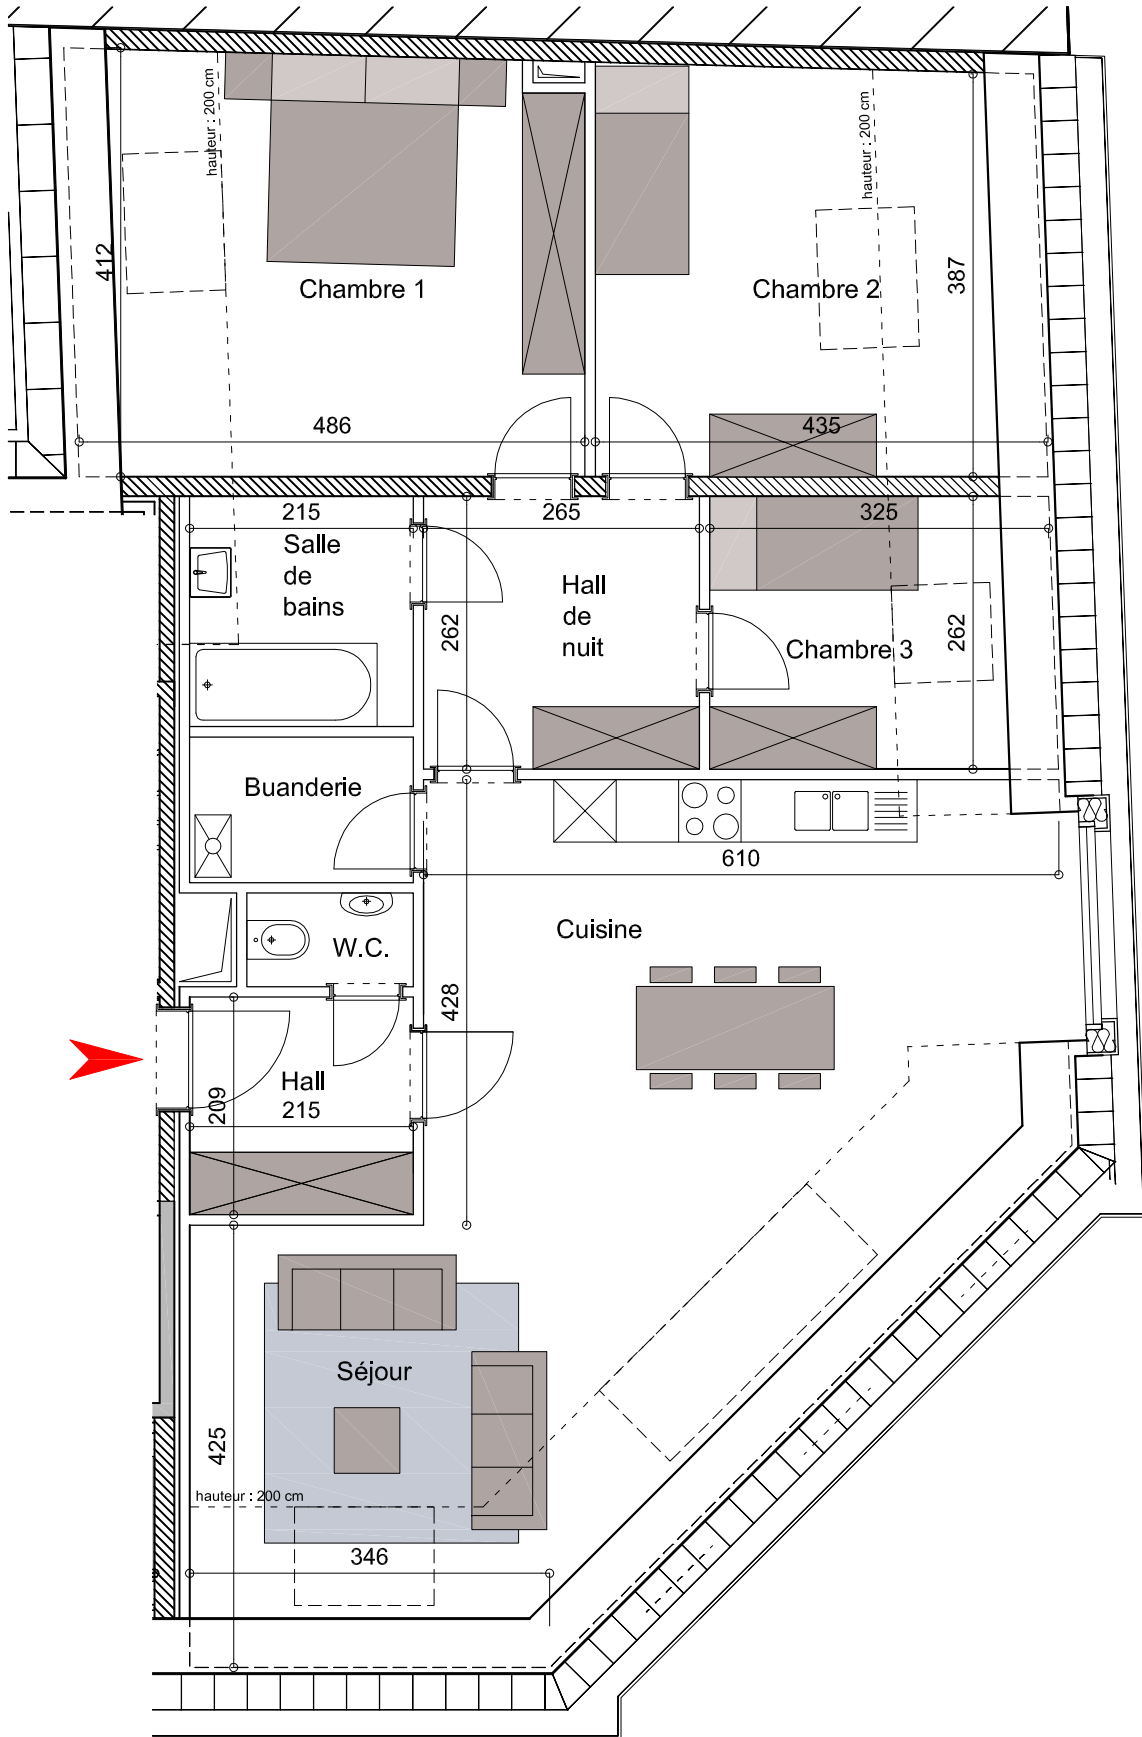 hauteur : 200 cm
hauteur : 200 cm
412
387
Chambre 1
Chambre 2
486
435
215
265
325
Salle
de
bains
Hall
de
nuit
262
262
Chambre 3
Buanderie
610
Cuisine
W.C.
428
Hall
215
209
Séjour
425
hauteur : 200 cm
346